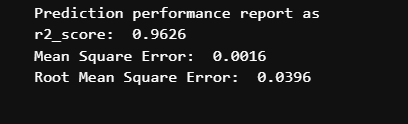 Prediction performance report as
r2_score:  0.9626
Mean Square Error:  0.0016
Root Mean Square Error:  0.0396